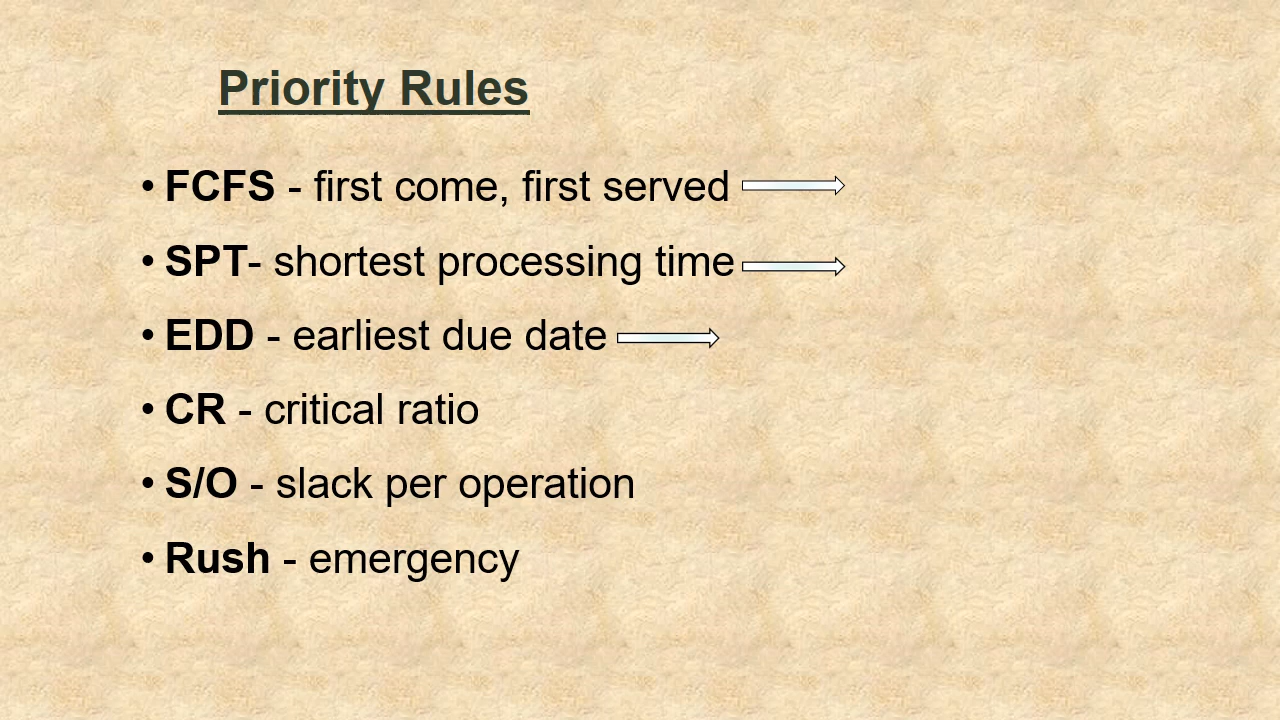 Priority Rules
• FCFS - first come, first served
• SPT- shortest processing time
• EDD - earliest due date
• CR - critical ratio
• S/O - slack per operation
• Rush - emergency